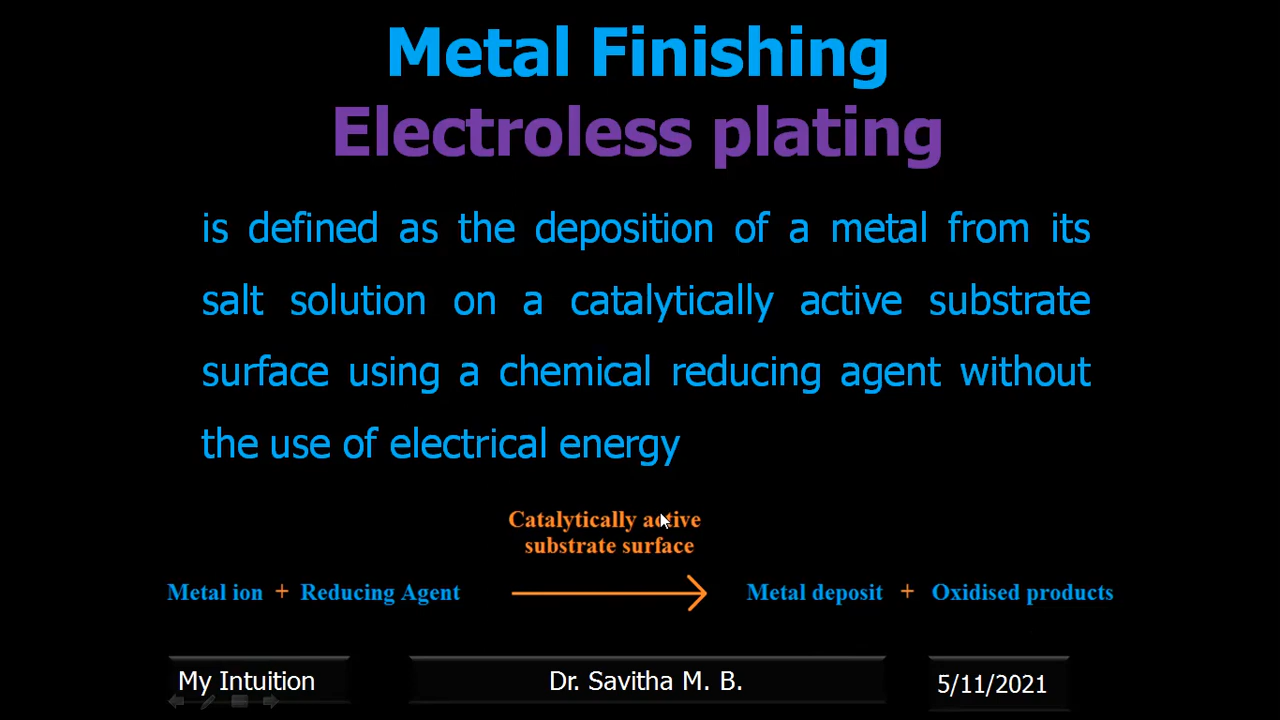 Metal Finishing
Electroless plating
is defined as the deposition of a metal from its
salt solution on a catalytically active substrate
surface using a chemical reducing agent without
the use of electrical energy
Catalytically active
substrate surface
Metal ion + Reducing Agent Metal deposit + Oxidised products
My Intuition Dr. Savitha M. B. 5/11/2021